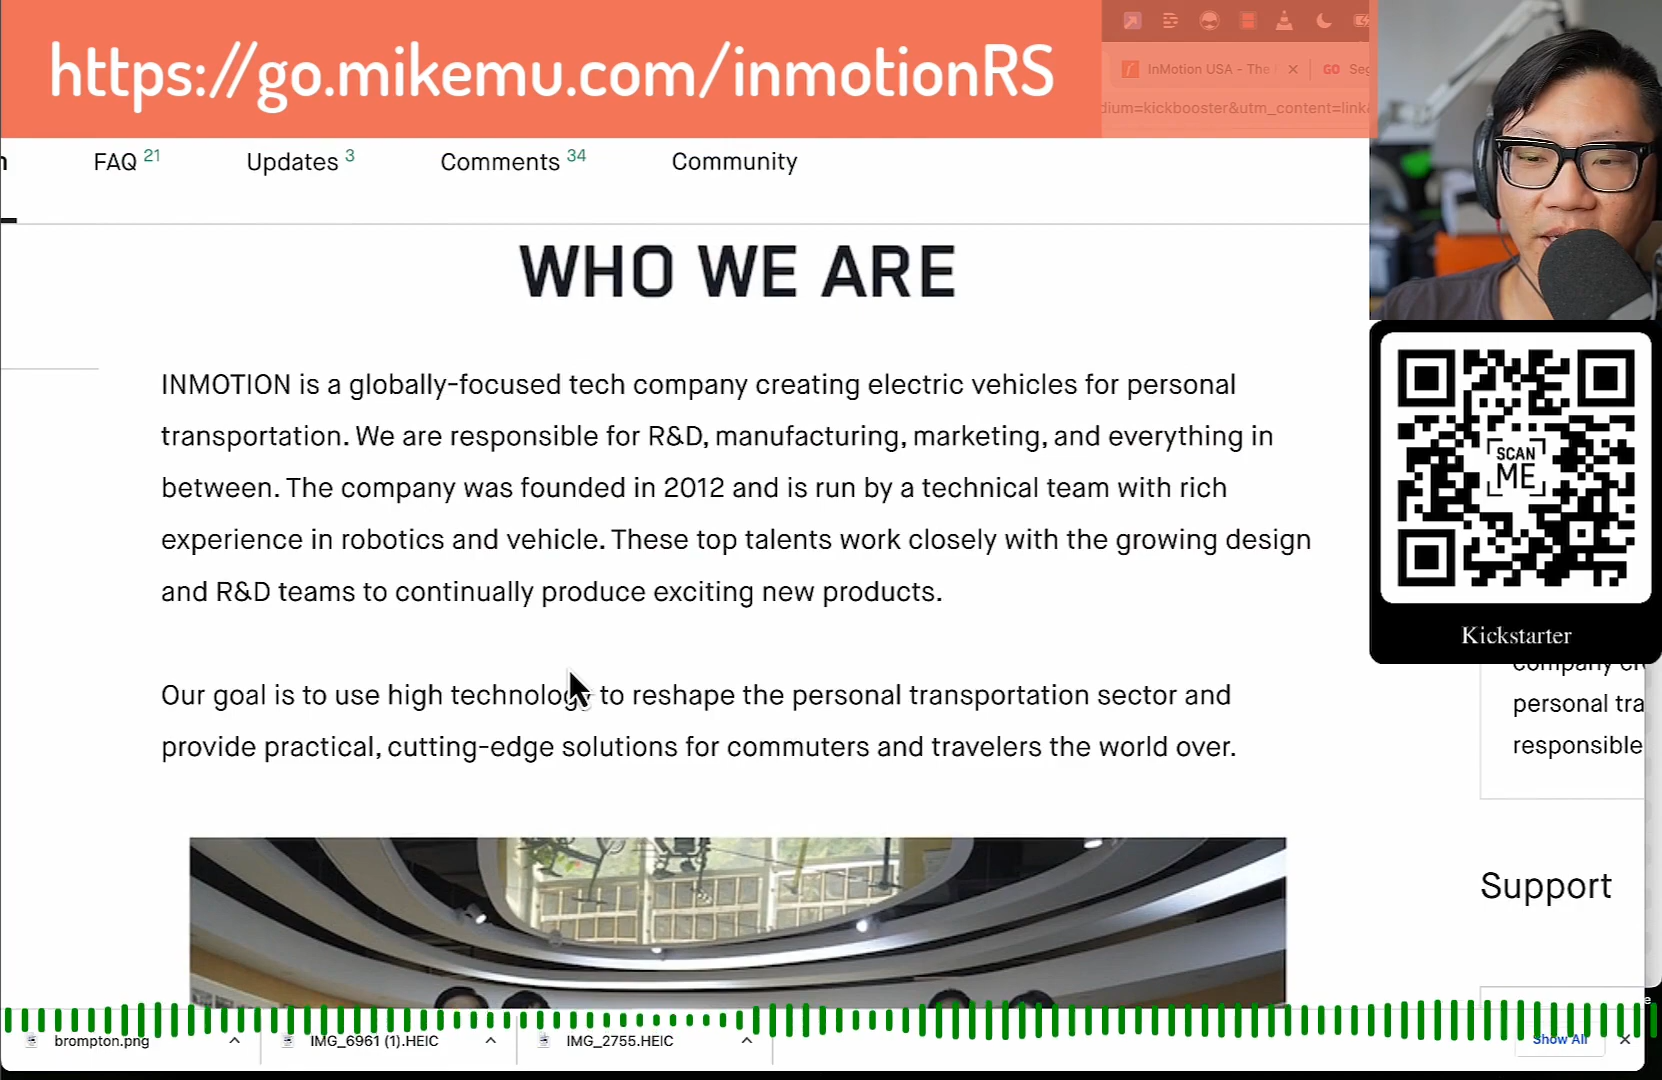 https://go.mikemu.com/inmotionRS
InMotion USA - The
GO Seg
dium=kickbooster&utm_content=link
FAQ 21
Updates 3
Comments 34
Community
WHO WE ARE
INMOTION is a globally-focused tech company creating electric vehicles for personal
transportation. We are responsible for R&D, manufacturing, marketing, and everything in
between. The company was founded in 2012 and is run by a technical team with rich
experience in robotics and vehicle. These top talents work closely with the growing design
and R&D teams to continually produce exciting new products.
Our goal is to use high technology to reshape the personal transportation sector and
provide practical, cutting-edge solutions for commuters and travelers the world over.
SCAN
ME
Kickstarter
company cr
personal tra
responsible
Support
brompton.png
IMG_6961 (1).HEIC
IMG_2755.HEIC
Show All